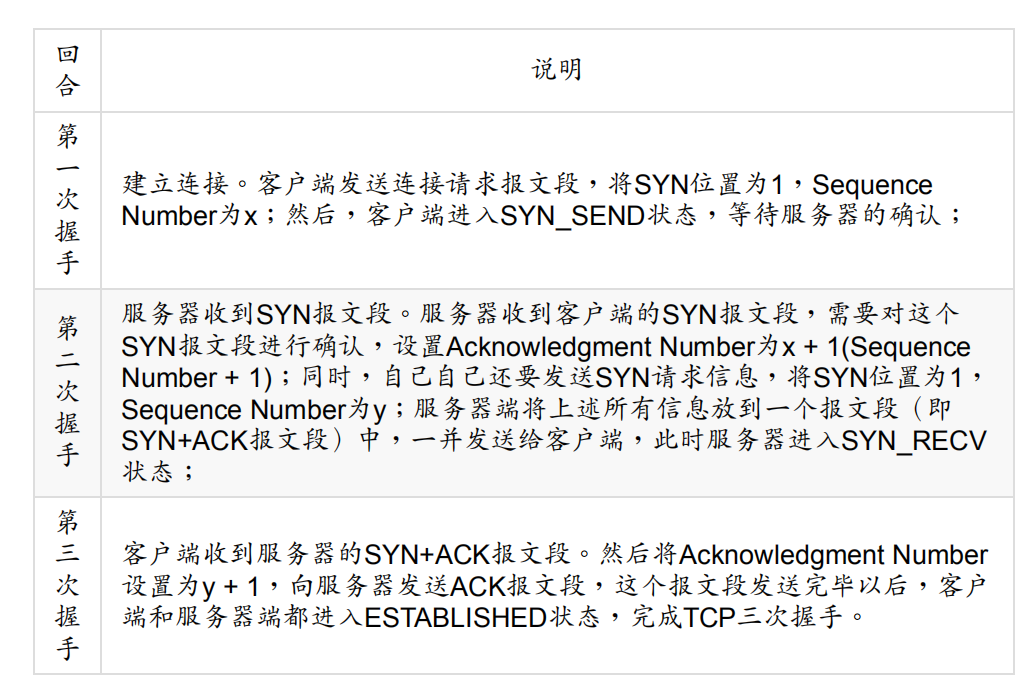 回
合
说明
第
一
次
握
手
建立连接。客户端发送连接请求报文段，将SYN位置为1，Sequence
Number为x；然后，客户端进入SYN_SEND状态，等待服务器的确认；
第
二
次
握
手
服务器收到SYN报文段。服务器收到客户端的SYN报文段，需要对这个
SYN报文段进行确认，设置Acknowledgment Number为x + 1(Sequence
Number + 1)；同时，自己自己还要发送SYN请求信息，将SYN位置为1，
Sequence Number为y；服务器端将上述所有信息放到一个报文段（即
SYN+ACK报文段）中，一并发送给客户端，此时服务器进入SYN_RECV
状态；
第
三
次
握
手
客户端收到服务器的SYN+ACK报文段。然后将Acknowledgment Number
设置为y + 1，向服务器发送ACK报文段，这个报文段发送完毕以后，客户
端和服务器端都进入ESTABLISHED状态，完成TCP三次握手。